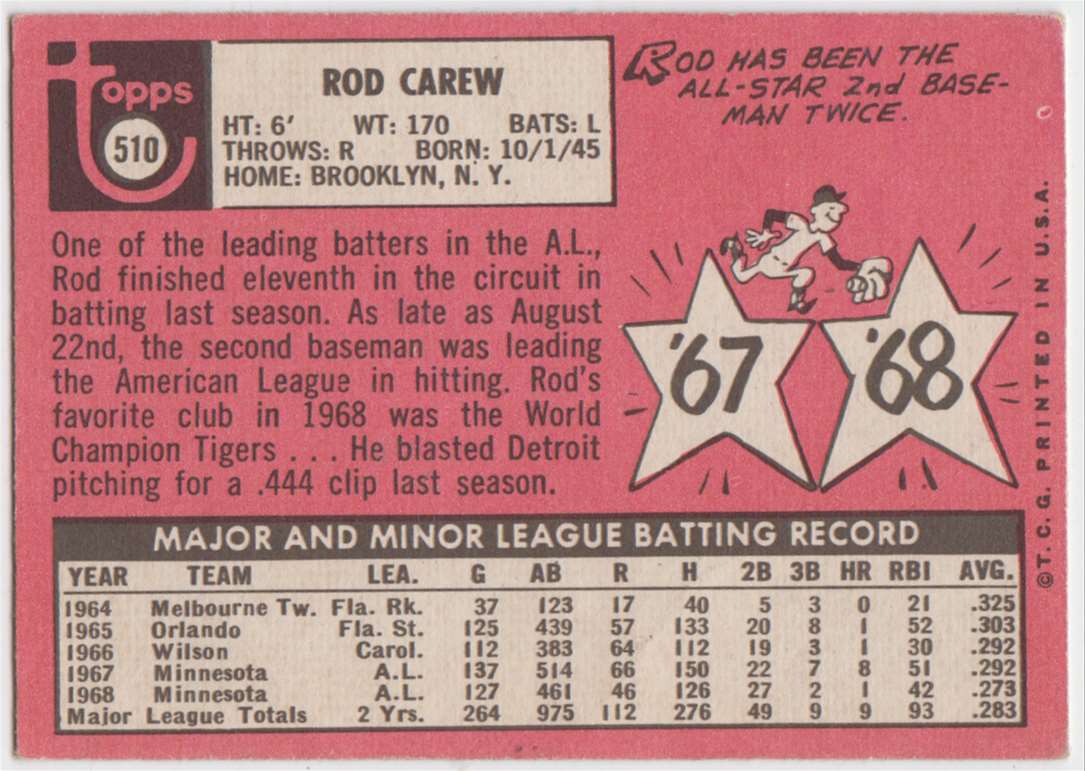 topps
510
ROD CAREW
HT: 6' WT: 170 BATS: L
THROWS: R BORN: 10/1/45
HOME: BROOKLYN, N. Y.
ROD HAS BEEN THE
ALL-STAR 2nd BASE-
MAN TWICE.
'67
'68
One of the leading batters in the A.L.,
Rod finished eleventh in the circuit in
batting last season. As late as August
22nd, the second baseman was leading
the American League in hitting. Rod's
favorite club in 1968 was the World
Champion Tigers . . . He blasted Detroit
pitching for a .444 clip last season.
MAJOR AND MINOR LEAGUE BATTING RECORD
YEAR TEAM LEA. G AB R H 2B 3B HR RBI AVG.
1964 Melbourne Tw. Fla. Rk. 37 123 17 40 5 3 0 21 .325
1965 Orlando Fla. St. 125 439 57 133 20 8 1 52 .303
1966 Wilson Carol. 112 383 64 112 19 3 1 30 .292
1967 Minnesota A.L. 137 514 66 150 22 7 8 51 .292
1968 Minnesota A.L. 127 461 46 126 27 2 1 42 .273
Major League Totals 2 Yrs. 264 975 112 276 49 9 9 93 .283
©T. C. G. PRINTED IN U.S.A.